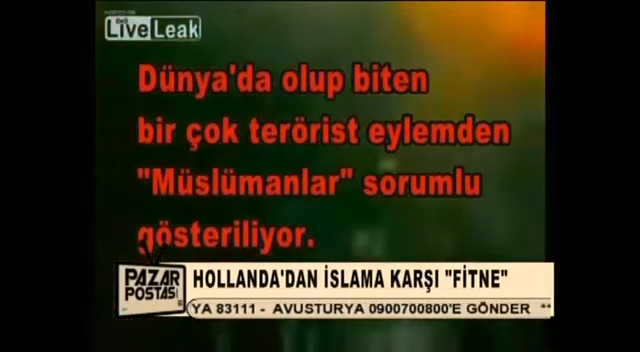 LiveLeak
Dünya'da olup biten
bir çok terörist eylemden
"Müslümanlar" sorumlu
gösteriliyor.
PAZAR
POSTASI
HOLLANDA'DAN İSLAMA KARŞI "FİTNE"
YA 83111 - AVUSTURYA 0900700800'E GÖNDER